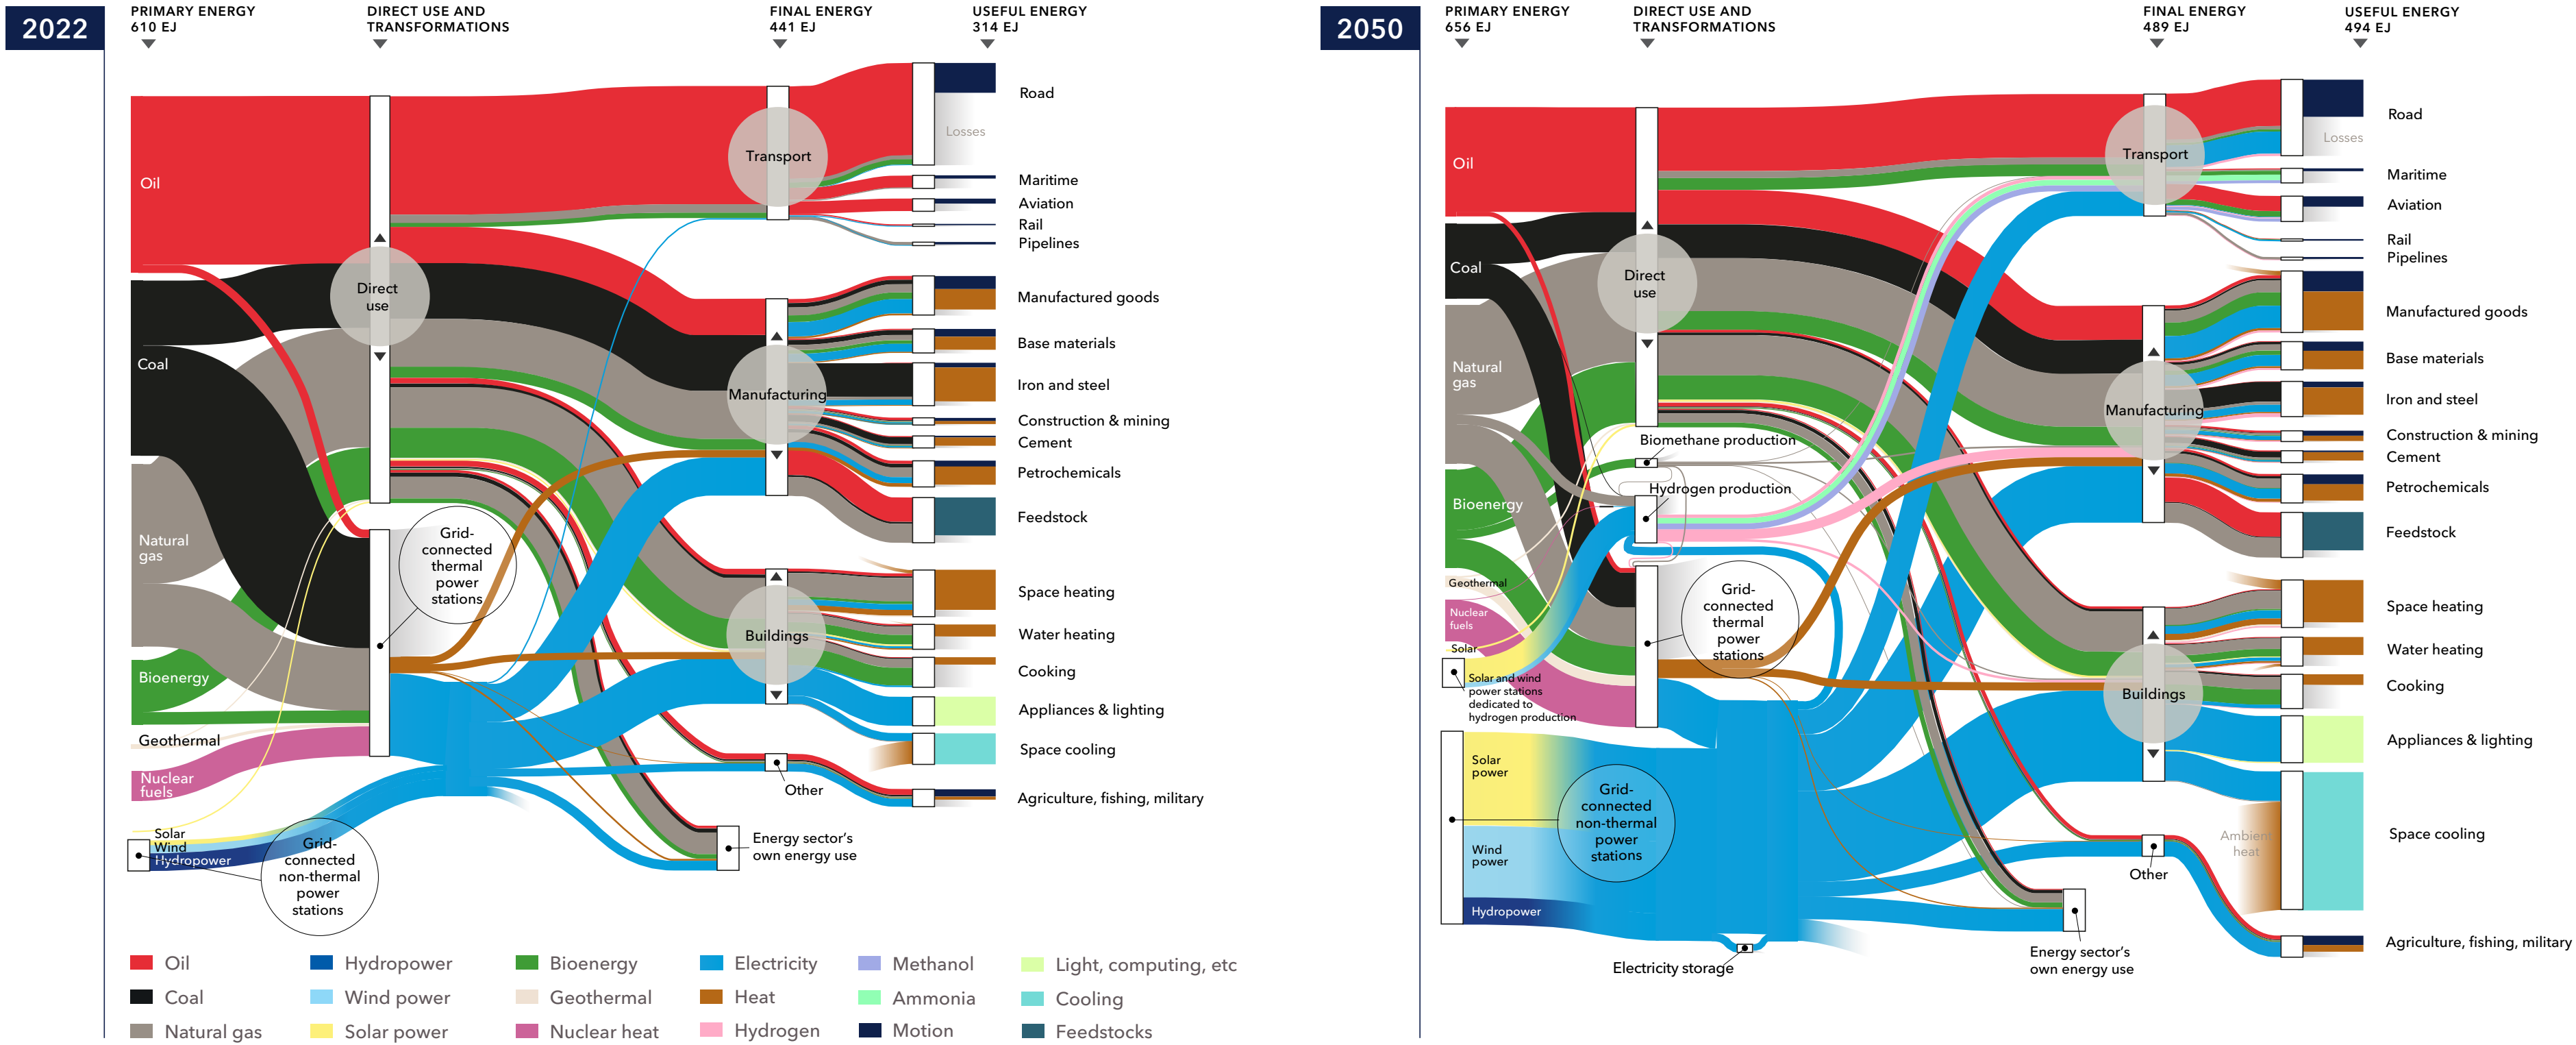 2022
PRIMARY ENERGY
610 EJ
DIRECT USE AND
TRANSFORMATIONS
FINAL ENERGY
441 EJ
USEFUL ENERGY
314 EJ
Oil
Coal
Natural
gas
Bioenergy
Geothermal
Nuclear
fuels
Solar
Wind
Hydropower
Direct
use
Grid-
connected
thermal
power
stations
Grid-
connected
non-thermal
power
stations
Transport
Manufacturing
Buildings
Other
Energy sector's
own energy use
Road
Losses
Maritime
Aviation
Rail
Pipelines
Manufactured goods
Base materials
Iron and steel
Construction & mining
Cement
Petrochemicals
Feedstock
Space heating
Water heating
Cooking
Appliances & lighting
Space cooling
Agriculture, fishing, military
Oil
Coal
Natural gas
Hydropower
Wind power
Solar power
Bioenergy
Geothermal
Nuclear heat
Electricity
Heat
Hydrogen
Methanol
Ammonia
Motion
Light, computing, etc
Cooling
Feedstocks
2050
PRIMARY ENERGY
656 EJ
DIRECT USE AND
TRANSFORMATIONS
FINAL ENERGY
489 EJ
USEFUL ENERGY
494 EJ
Oil
Coal
Natural
gas
Bioenergy
Geothermal
Nuclear
fuels
Solar
Solar and wind
power stations
dedicated to
hydrogen production
Solar
power
Wind
power
Hydropower
Direct
use
Biomethane production
Hydrogen production
Grid-
connected
thermal
power
stations
Grid-
connected
non-thermal
power
stations
Electricity storage
Transport
Manufacturing
Buildings
Other
Energy sector's
own energy use
Road
Losses
Maritime
Aviation
Rail
Pipelines
Manufactured goods
Base materials
Iron and steel
Construction & mining
Cement
Petrochemicals
Feedstock
Space heating
Water heating
Cooking
Appliances & lighting
Ambient
heat
Space cooling
Agriculture, fishing, military